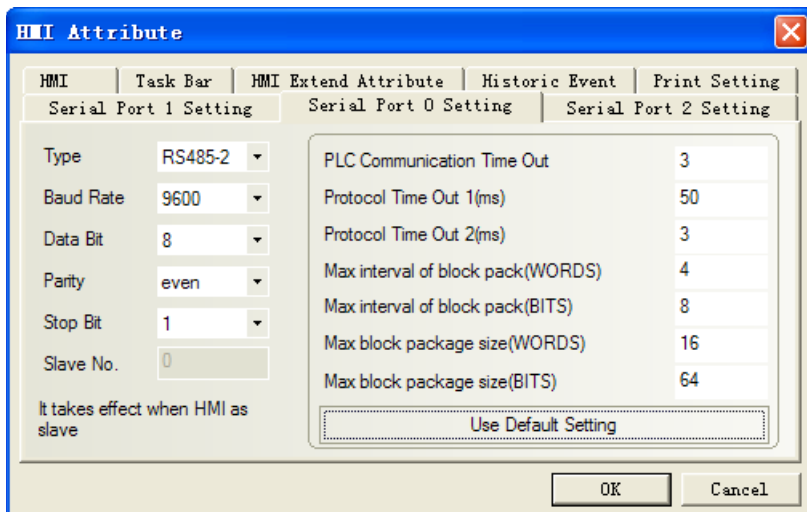 HMI Attribute
HMI
Task Bar
HMI Extend Attribute
Historic Event
Print Setting
Serial Port 1 Setting
Serial Port 0 Setting
Serial Port 2 Setting
Type
RS485-2
Baud Rate
9600
Data Bit
8
Parity
even
Stop Bit
1
Slave No.
0
It takes effect when HMI as
slave
PLC Communication Time Out
3
Protocol Time Out 1(ms)
50
Protocol Time Out 2(ms)
3
Max interval of block pack(WORDS)
4
Max interval of block pack(BITS)
8
Max block package size(WORDS)
16
Max block package size(BITS)
64
Use Default Setting
OK
Cancel